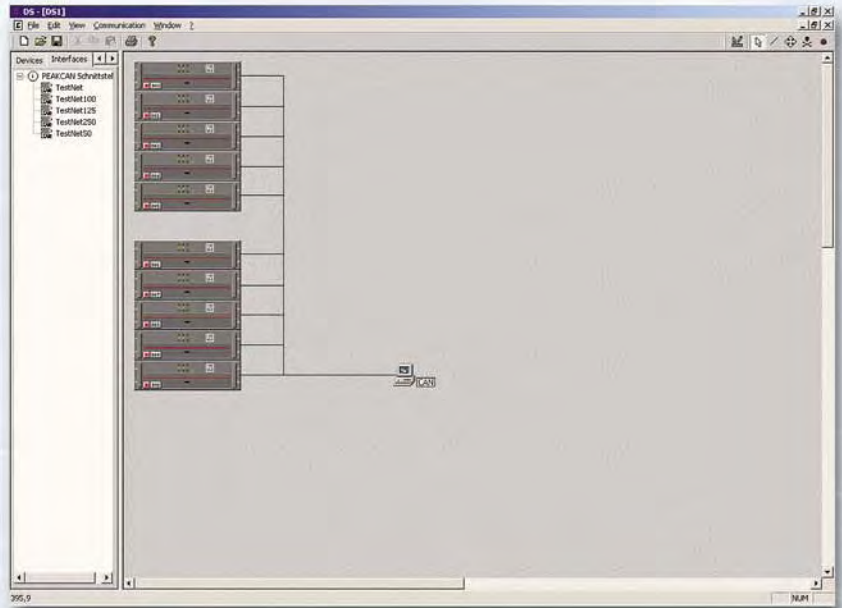 DS - [DS1]
File Edit View Communication Window ?
Devices Interfaces
PEAKCAN Schnittstel
TestNet
TestNet100
TestNet125
TestNet250
TestNet50
CAN
395,9
NUM